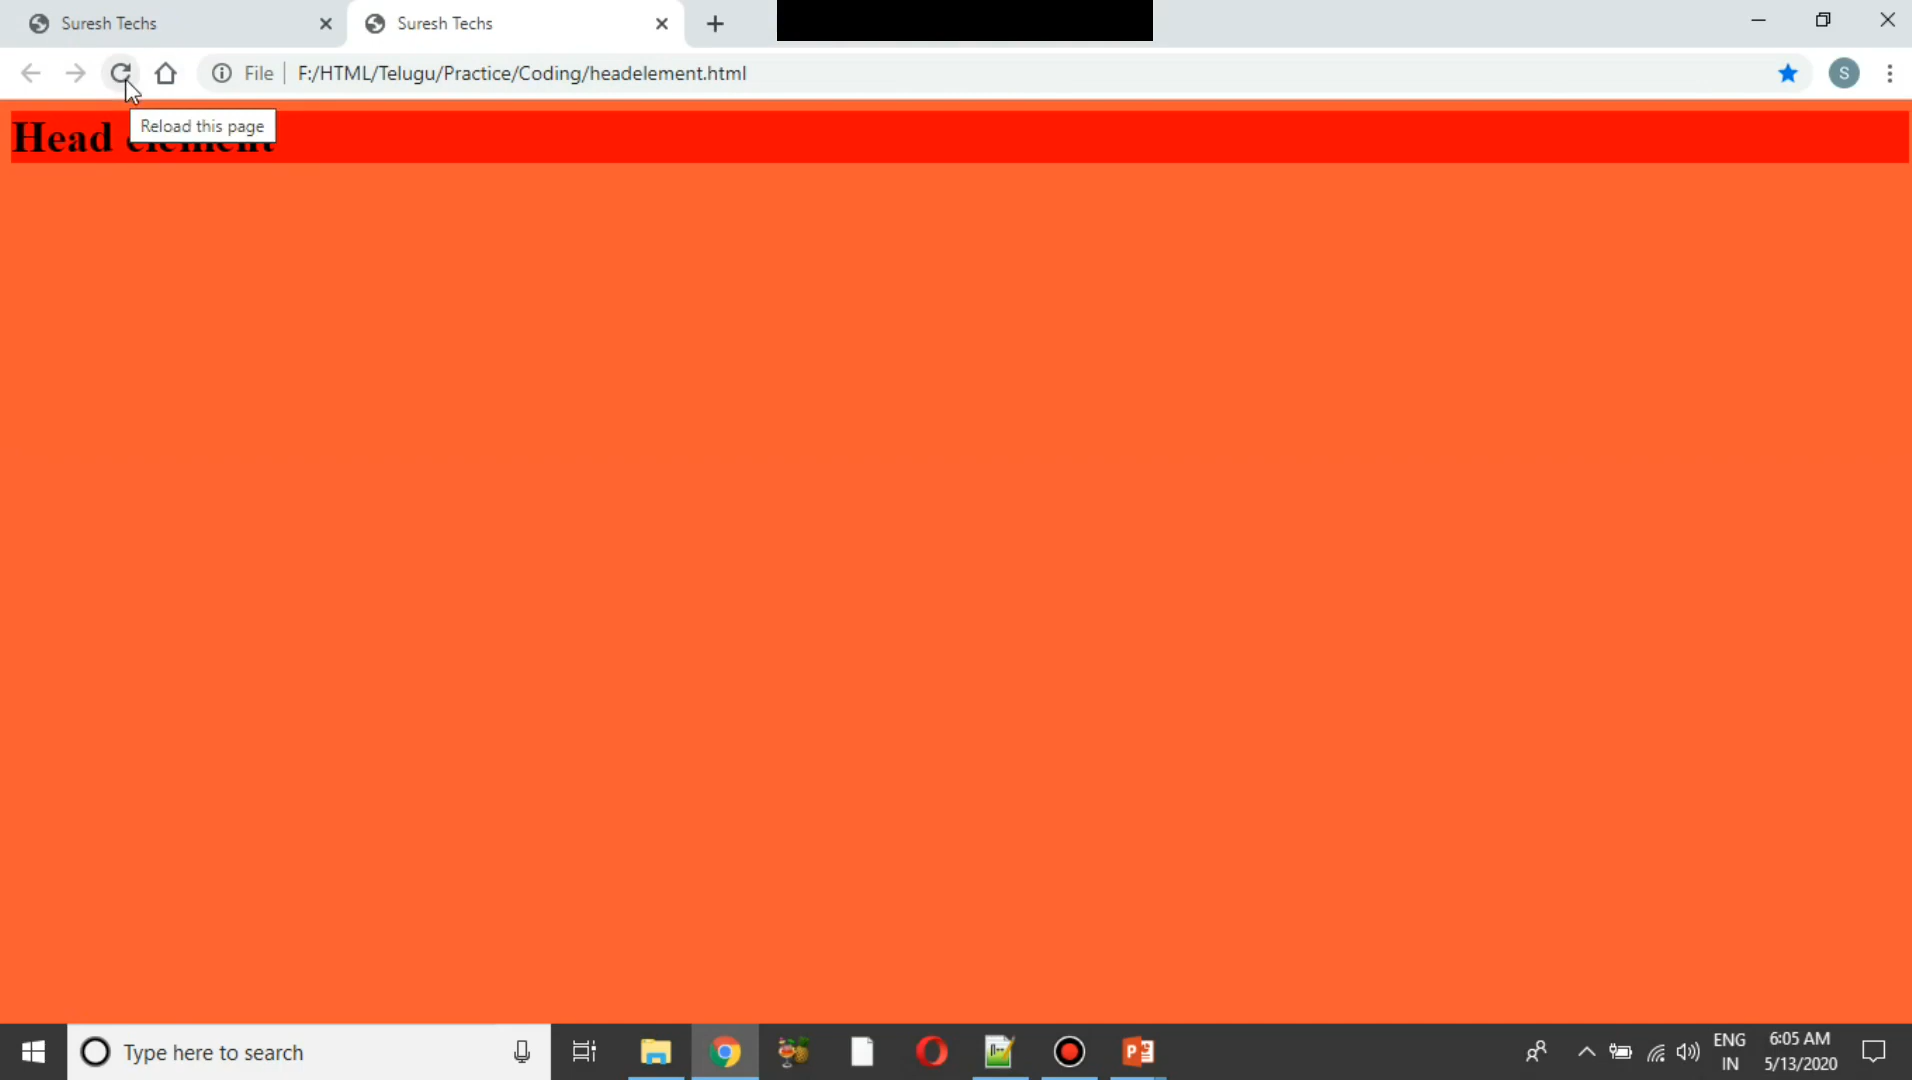 Suresh Techs
Suresh Techs
File F:/HTML/Telugu/Practice/Coding/headelement.html
S
Reload this page
Head element
Type here to search
ENG
IN
6:05 AM
5/13/2020